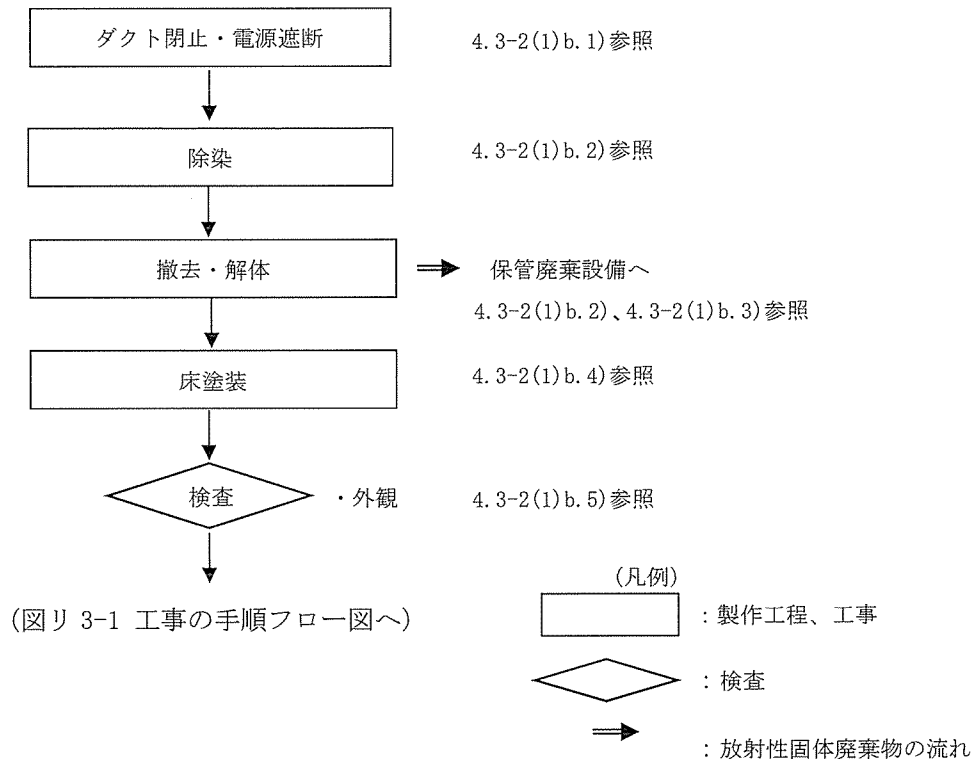 ダクト閉止・電源遮断
4.3-2(1)b.1)参照
除染
4.3-2(1)b.2)参照
撤去・解体
保管廃棄設備へ
4.3-2(1)b.2)、4.3-2(1)b.3)参照
床塗装
4.3-2(1)b.4)参照
検査
・外観
4.3-2(1)b.5)参照
(図リ 3-1 工事の手順フロー図へ)
(凡例)
：製作工程、工事
：検査
：放射性固体廃棄物の流れ